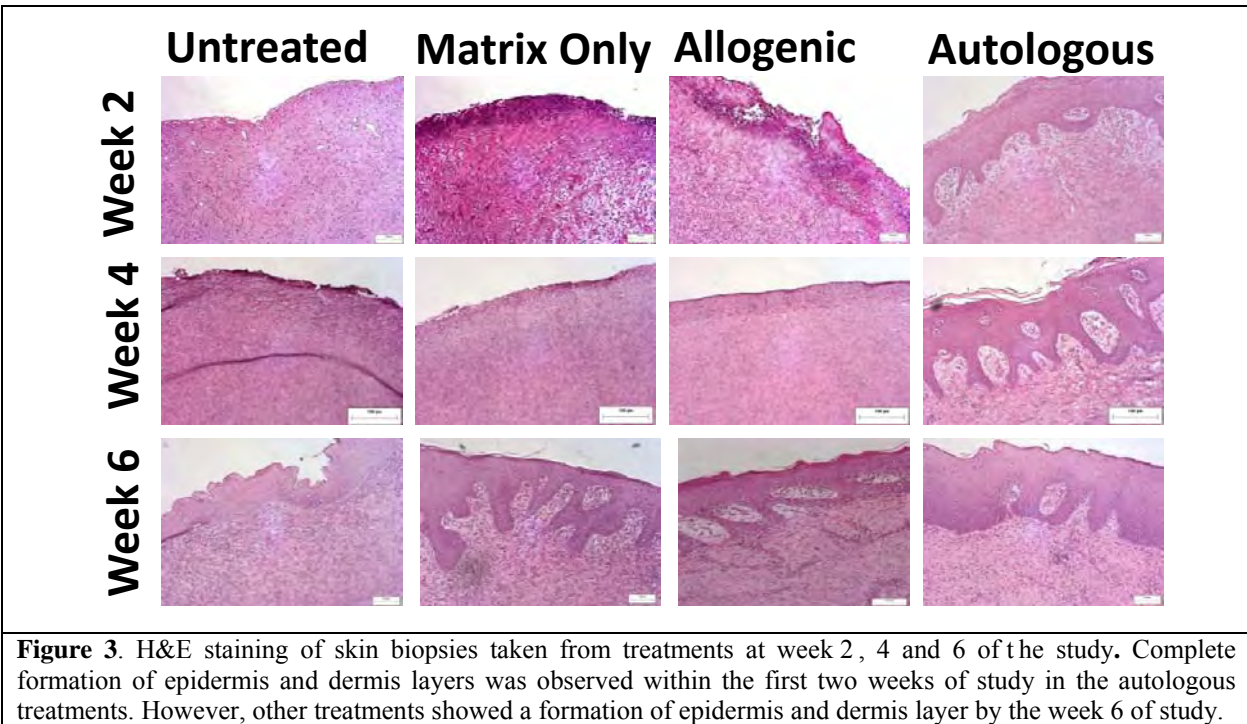 Untreated Matrix Only Allogenic Autologous
Week 2
Week 4
Week 6
Figure 3. H&E staining of skin biopsies taken from treatments at week 2 , 4 and 6 of t he study. Complete
formation of epidermis and dermis layers was observed within the first two weeks of study in the autologous
treatments. However, other treatments showed a formation of epidermis and dermis layer by the week 6 of study.